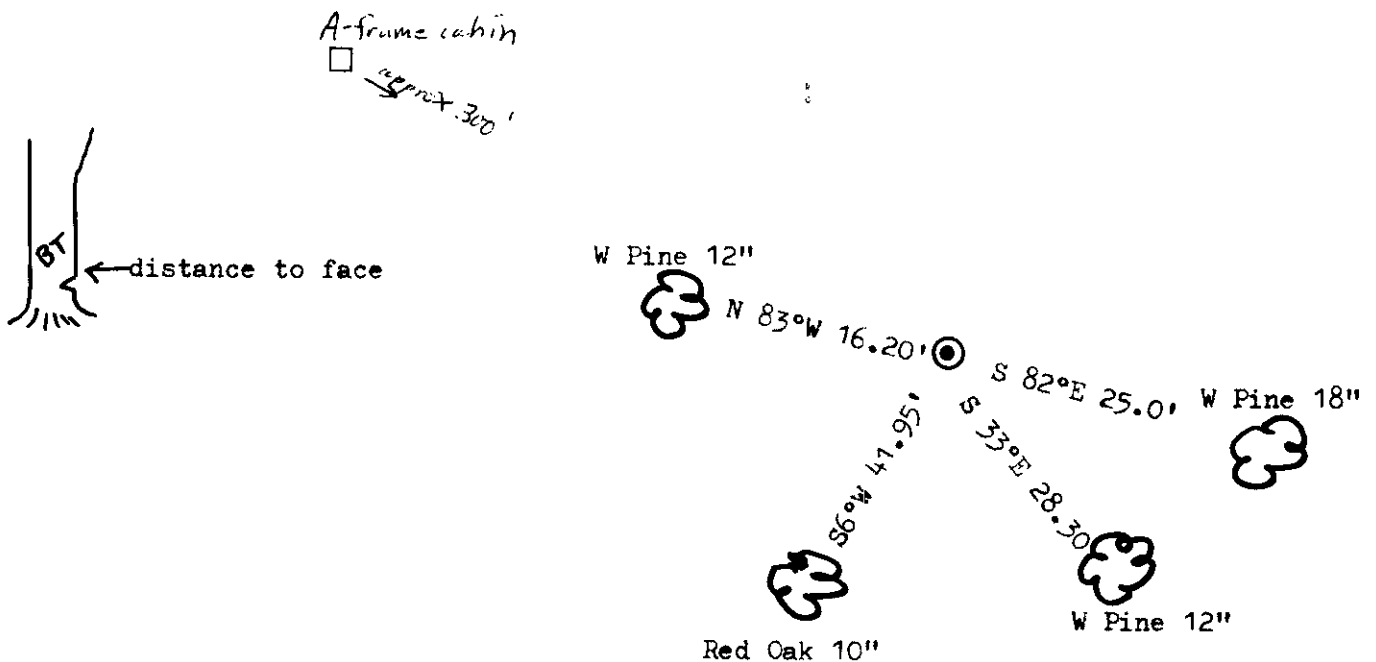 A-frame cabin
approx 300'
BT
distance to face
W Pine 12"
N 83°W 16.20'
S 82°E 25.0'
W Pine 18"
S 33°E 28.30
S6°W 41.95'
W Pine 12"
Red Oak 10"